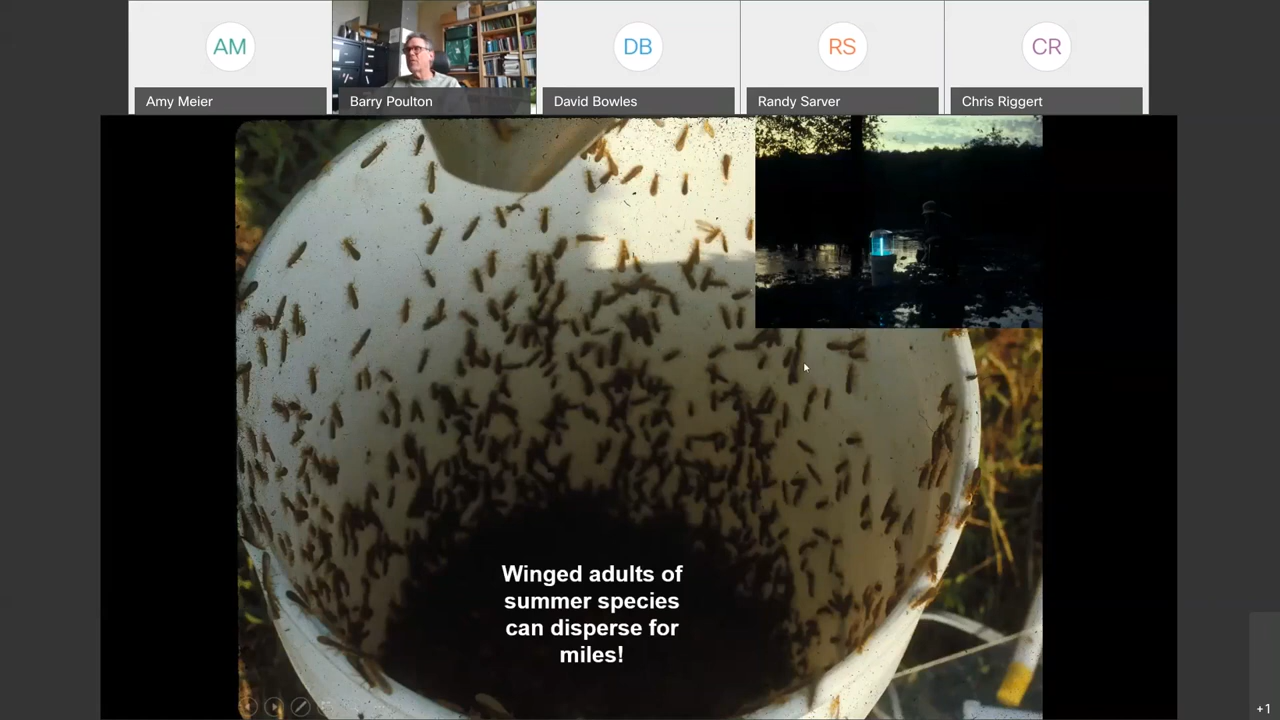 AM
Amy Meier
Barry Poulton
DB
David Bowles
RS
Randy Sarver
CR
Chris Riggert
Winged adults of
summer species
can disperse for
miles!
+1